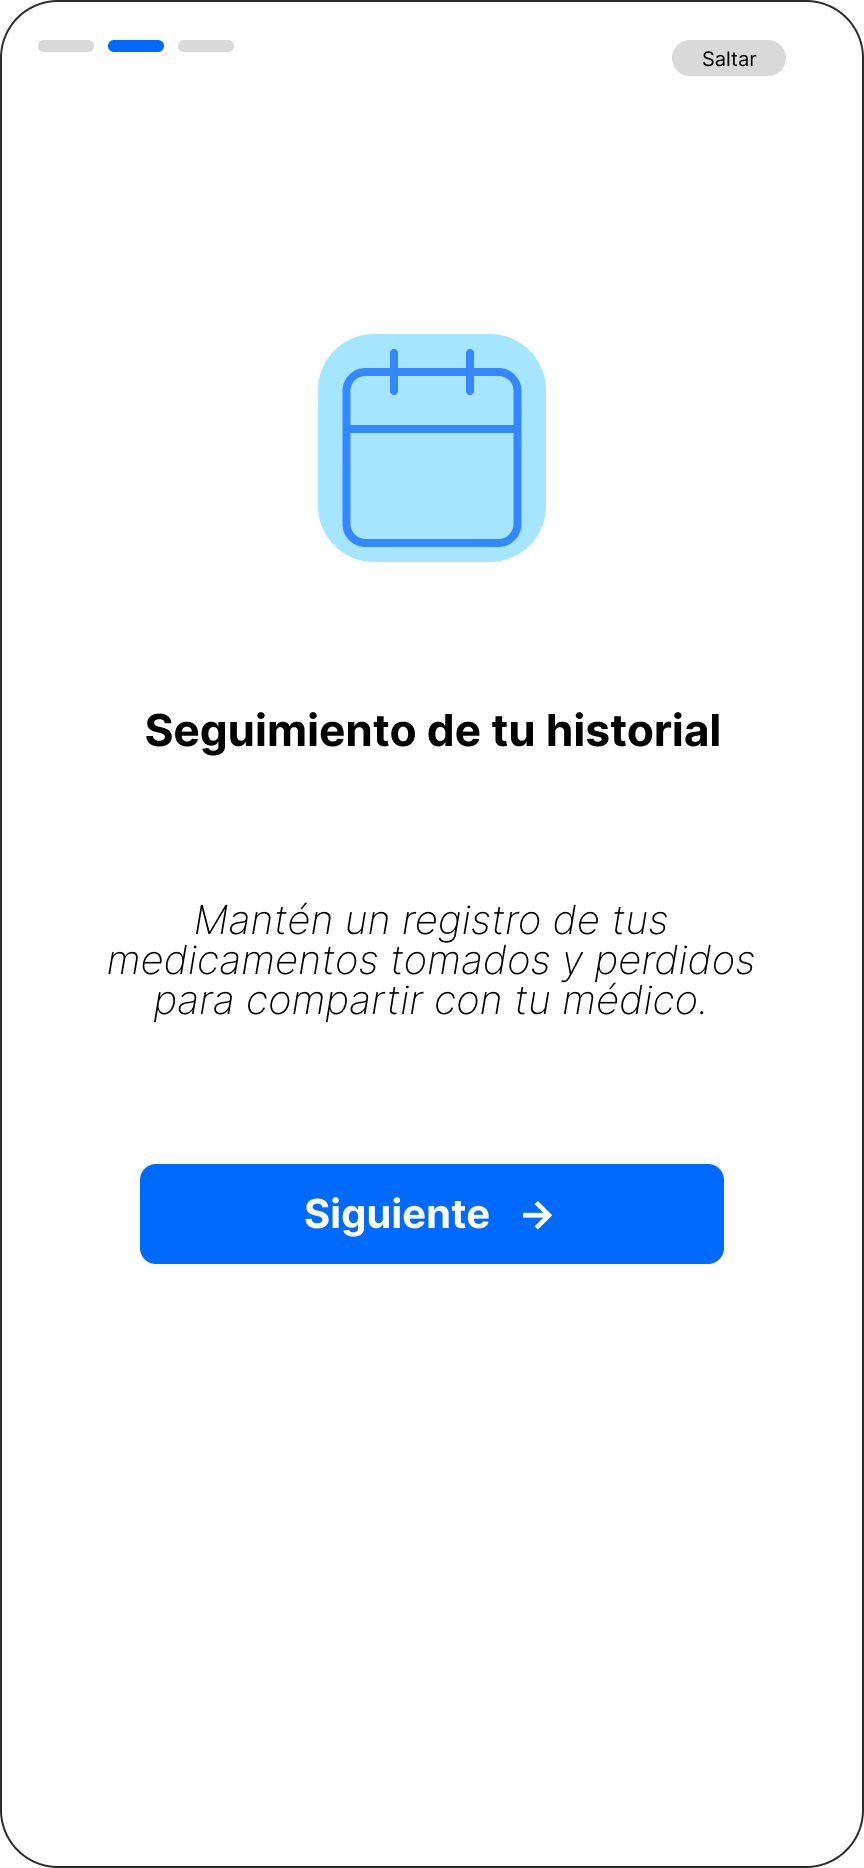 Saltar
Seguimiento de tu historial
Mantén un registro de tus
medicamentos tomados y perdidos
para compartir con tu médico.
Siguiente →